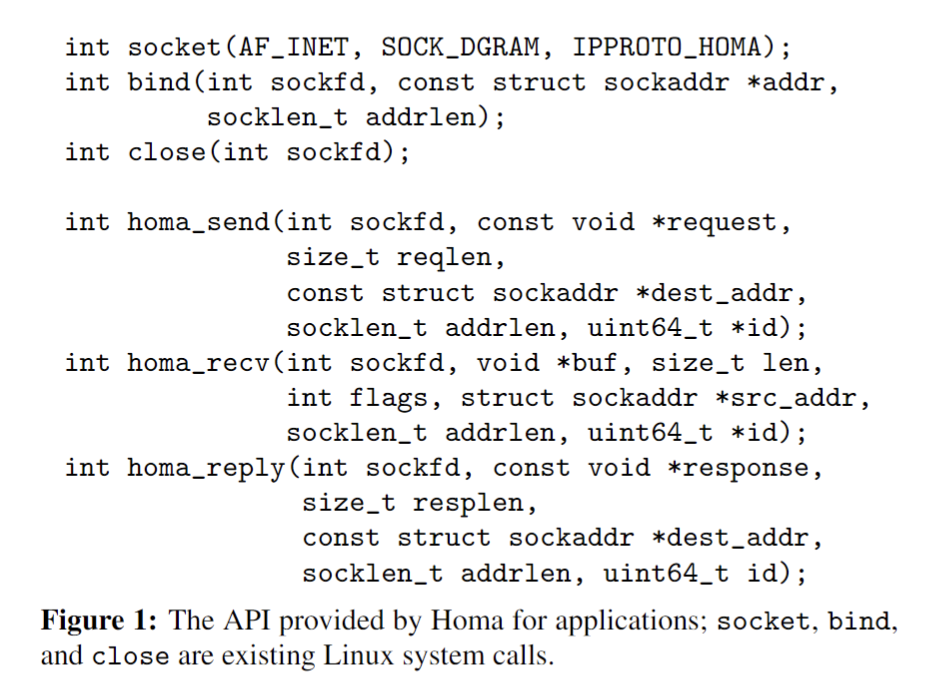 int socket(AF_INET, SOCK_DGRAM, IPPROTO_HOMA);
int bind(int sockfd, const struct sockaddr *addr,
         socklen_t addrlen);
int close(int sockfd);

int homa_send(int sockfd, const void *request,
              size_t reqlen,
              const struct sockaddr *dest_addr,
              socklen_t addrlen, uint64_t *id);
int homa_recv(int sockfd, void *buf, size_t len,
              int flags, struct sockaddr *src_addr,
              socklen_t addrlen, uint64_t *id);
int homa_reply(int sockfd, const void *response,
               size_t resplen,
               const struct sockaddr *dest_addr,
               socklen_t addrlen, uint64_t id);
Figure 1: The API provided by Homa for applications; socket, bind,
and close are existing Linux system calls.